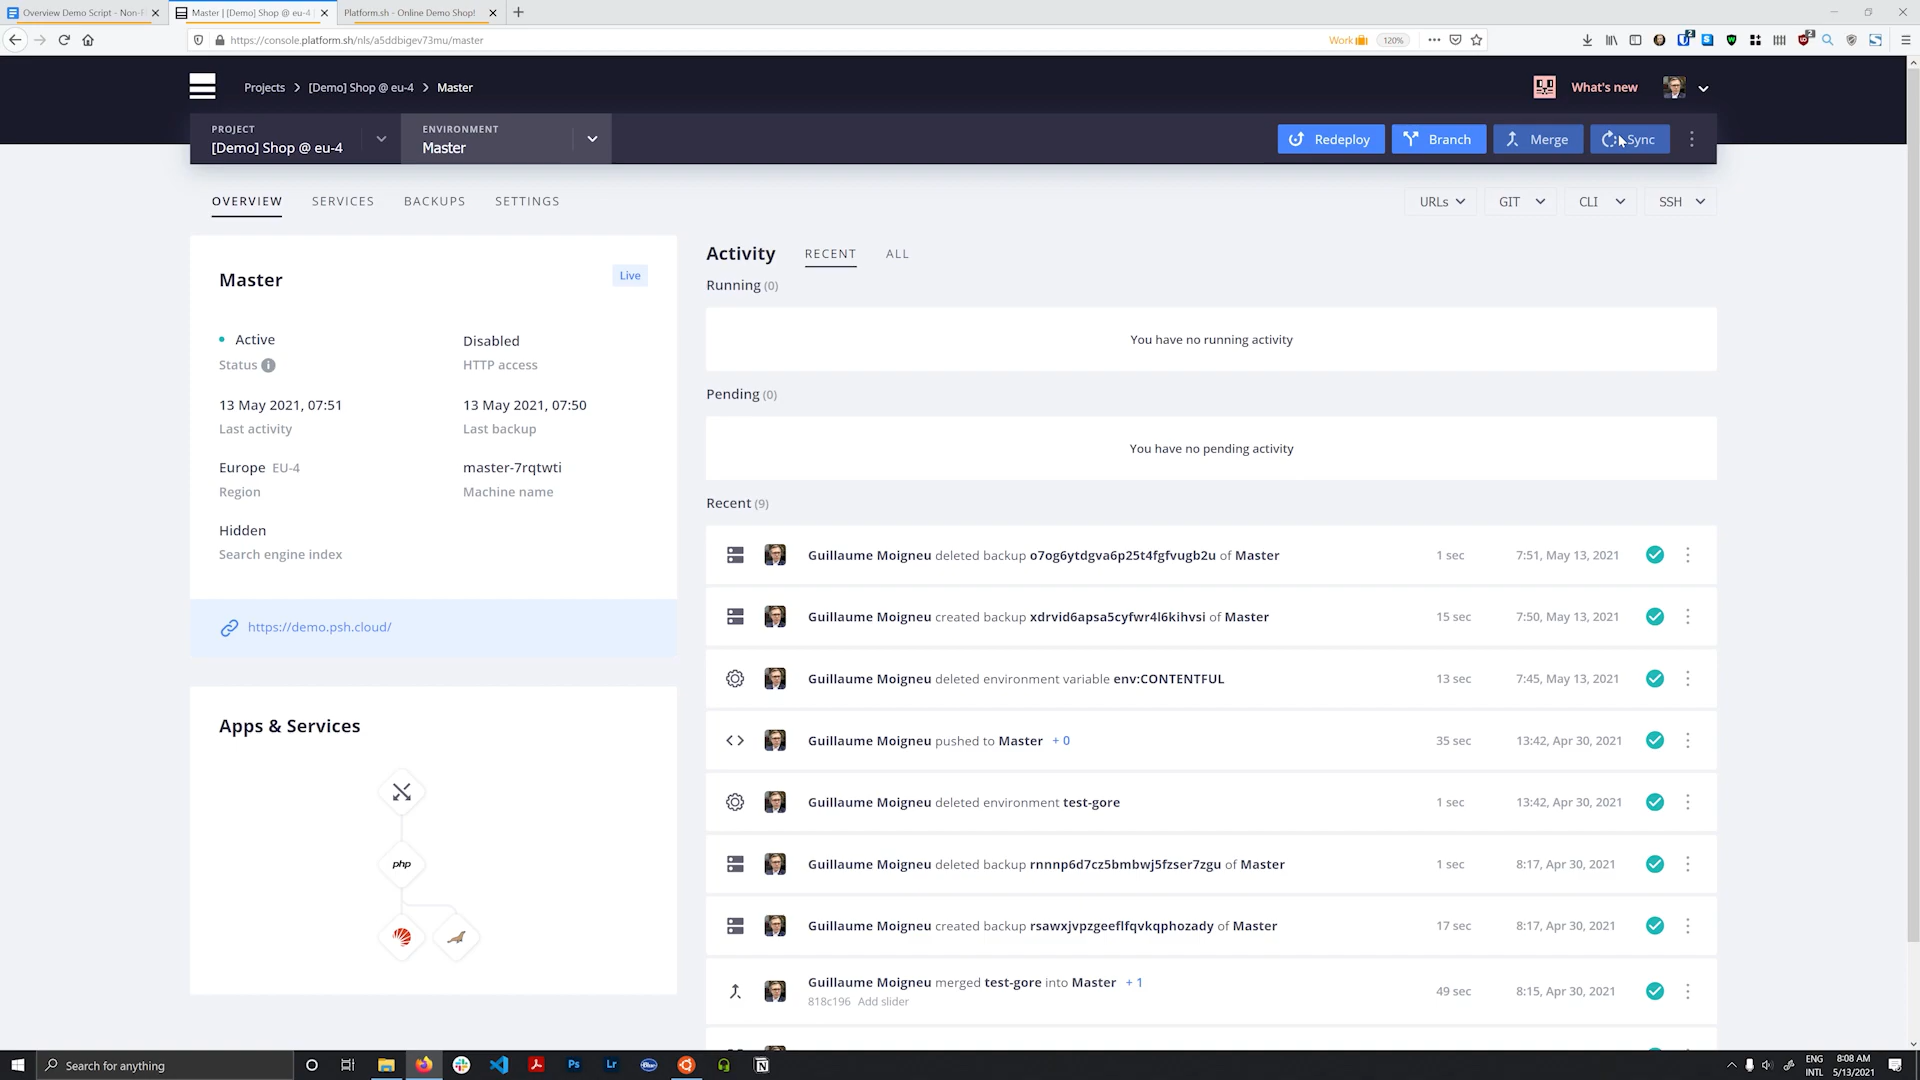 Overview Demo Script - Non-F
Master | [Demo] Shop @ eu-4
Platform.sh - Online Demo Shop!
https://console.platform.sh/nls/a5ddbigev73mu/master
Work
120%
2
2
Projects > [Demo] Shop @ eu-4 > Master
What's new
PROJECT
[Demo] Shop @ eu-4
ENVIRONMENT
Master
Redeploy
Branch
Merge
Sync
OVERVIEW
SERVICES
BACKUPS
SETTINGS
URLs
GIT
CLI
SSH
Master
Live
Active
Status
Disabled
HTTP access
13 May 2021, 07:51
Last activity
13 May 2021, 07:50
Last backup
Europe EU-4
Region
master-7rqtwti
Machine name
Hidden
Search engine index
https://demo.psh.cloud/
Apps & Services
php
Activity
RECENT
ALL
Running (0)
You have no running activity
Pending (0)
You have no pending activity
Recent (9)
Guillaume Moigneu deleted backup o7og6ytdgva6p25t4fgfvugb2u of Master
1 sec
7:51, May 13, 2021
Guillaume Moigneu created backup xdrvid6apsa5cyfwr4l6kihvsi of Master
15 sec
7:50, May 13, 2021
Guillaume Moigneu deleted environment variable env:CONTENTFUL
13 sec
7:45, May 13, 2021
Guillaume Moigneu pushed to Master + 0
35 sec
13:42, Apr 30, 2021
Guillaume Moigneu deleted environment test-gore
1 sec
13:42, Apr 30, 2021
Guillaume Moigneu deleted backup rnnnp6d7cz5bmbwj5fzser7zgu of Master
1 sec
8:17, Apr 30, 2021
Guillaume Moigneu created backup rsawxjvpzgeeflfqvkqphozady of Master
17 sec
8:17, Apr 30, 2021
Guillaume Moigneu merged test-gore into Master + 1
818c196 Add slider
49 sec
8:15, Apr 30, 2021
Search for anything
Ps
Lr
ENG
INTL
8:08 AM
5/13/2021